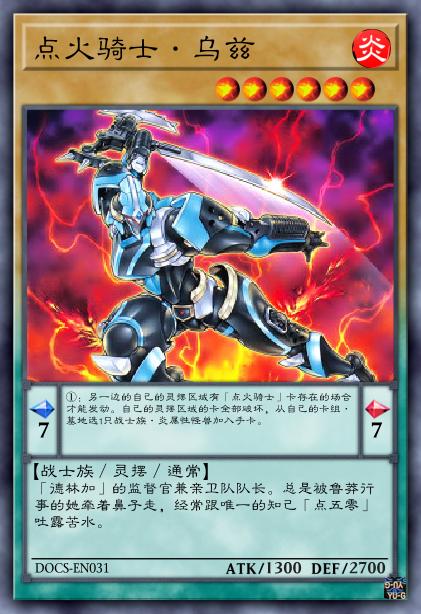 点火骑士·乌兹
炎
①：另一边的自己的灵摆区域有「点火骑士」卡存在的场合
才能发动。自己的灵摆区域的卡全部破坏，从自己的卡组·
墓地选1只战士族·炎属性怪兽加入手卡。
7
7
【战士族／灵摆／通常】
「德林加」的监督官兼亲卫队队长。总是被鲁莽行
事的她牵着鼻子走，经常跟唯一的知己「点五零」
吐露苦水。
DOCS-EN031
ATK/1300 DEF/2700